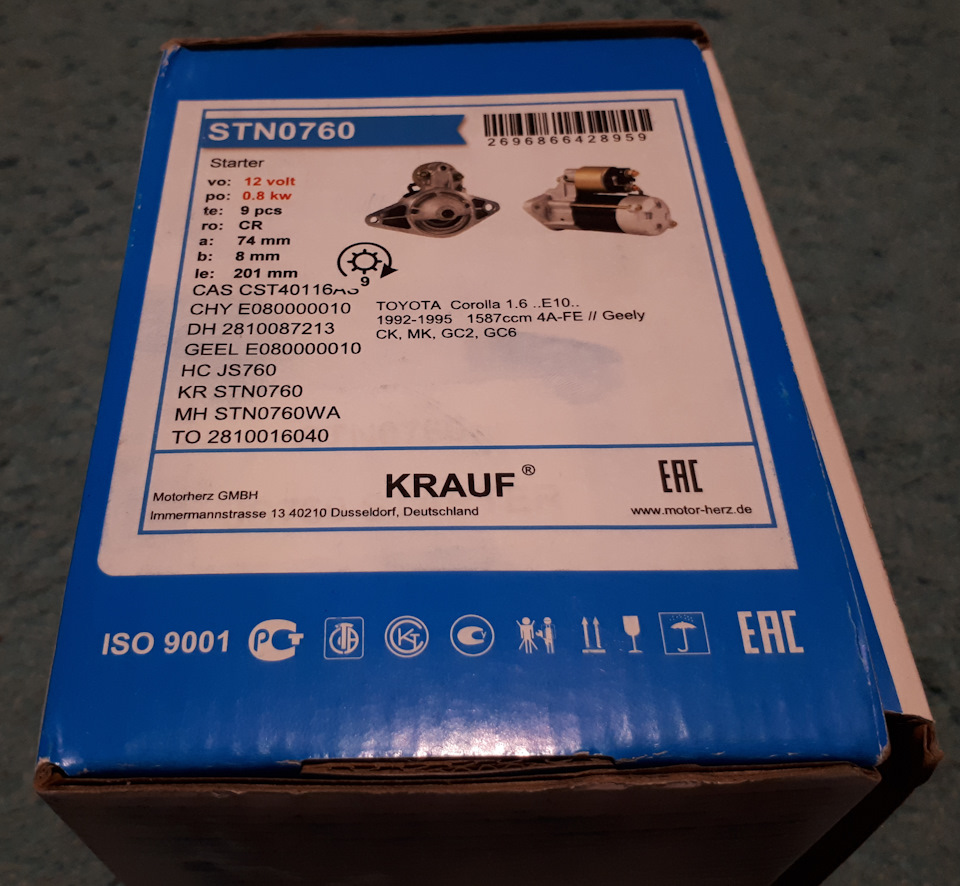 STN0760
2696866428959
Starter
vo: 12 volt
po: 0.8 kw
te: 9 pcs
ro: CR
a: 74 mm
b: 8 mm
le: 201 mm
9
CAS CST40116AS
CHY E080000010
DH 2810087213
GEEL E080000010
HC JS760
KR STN0760
MH STN0760WA
TO 2810016040
TOYOTA Corolla 1.6 ..E10..
1992-1995 1587ccm 4A-FE // Geely
CK, MK, GC2, GC6
Motorherz GMBH
Immermannstrasse 13 40210 Dusseldorf, Deutschland
KRAUF®
EAC
www.motor-herz.de
ISO 9001
EAC